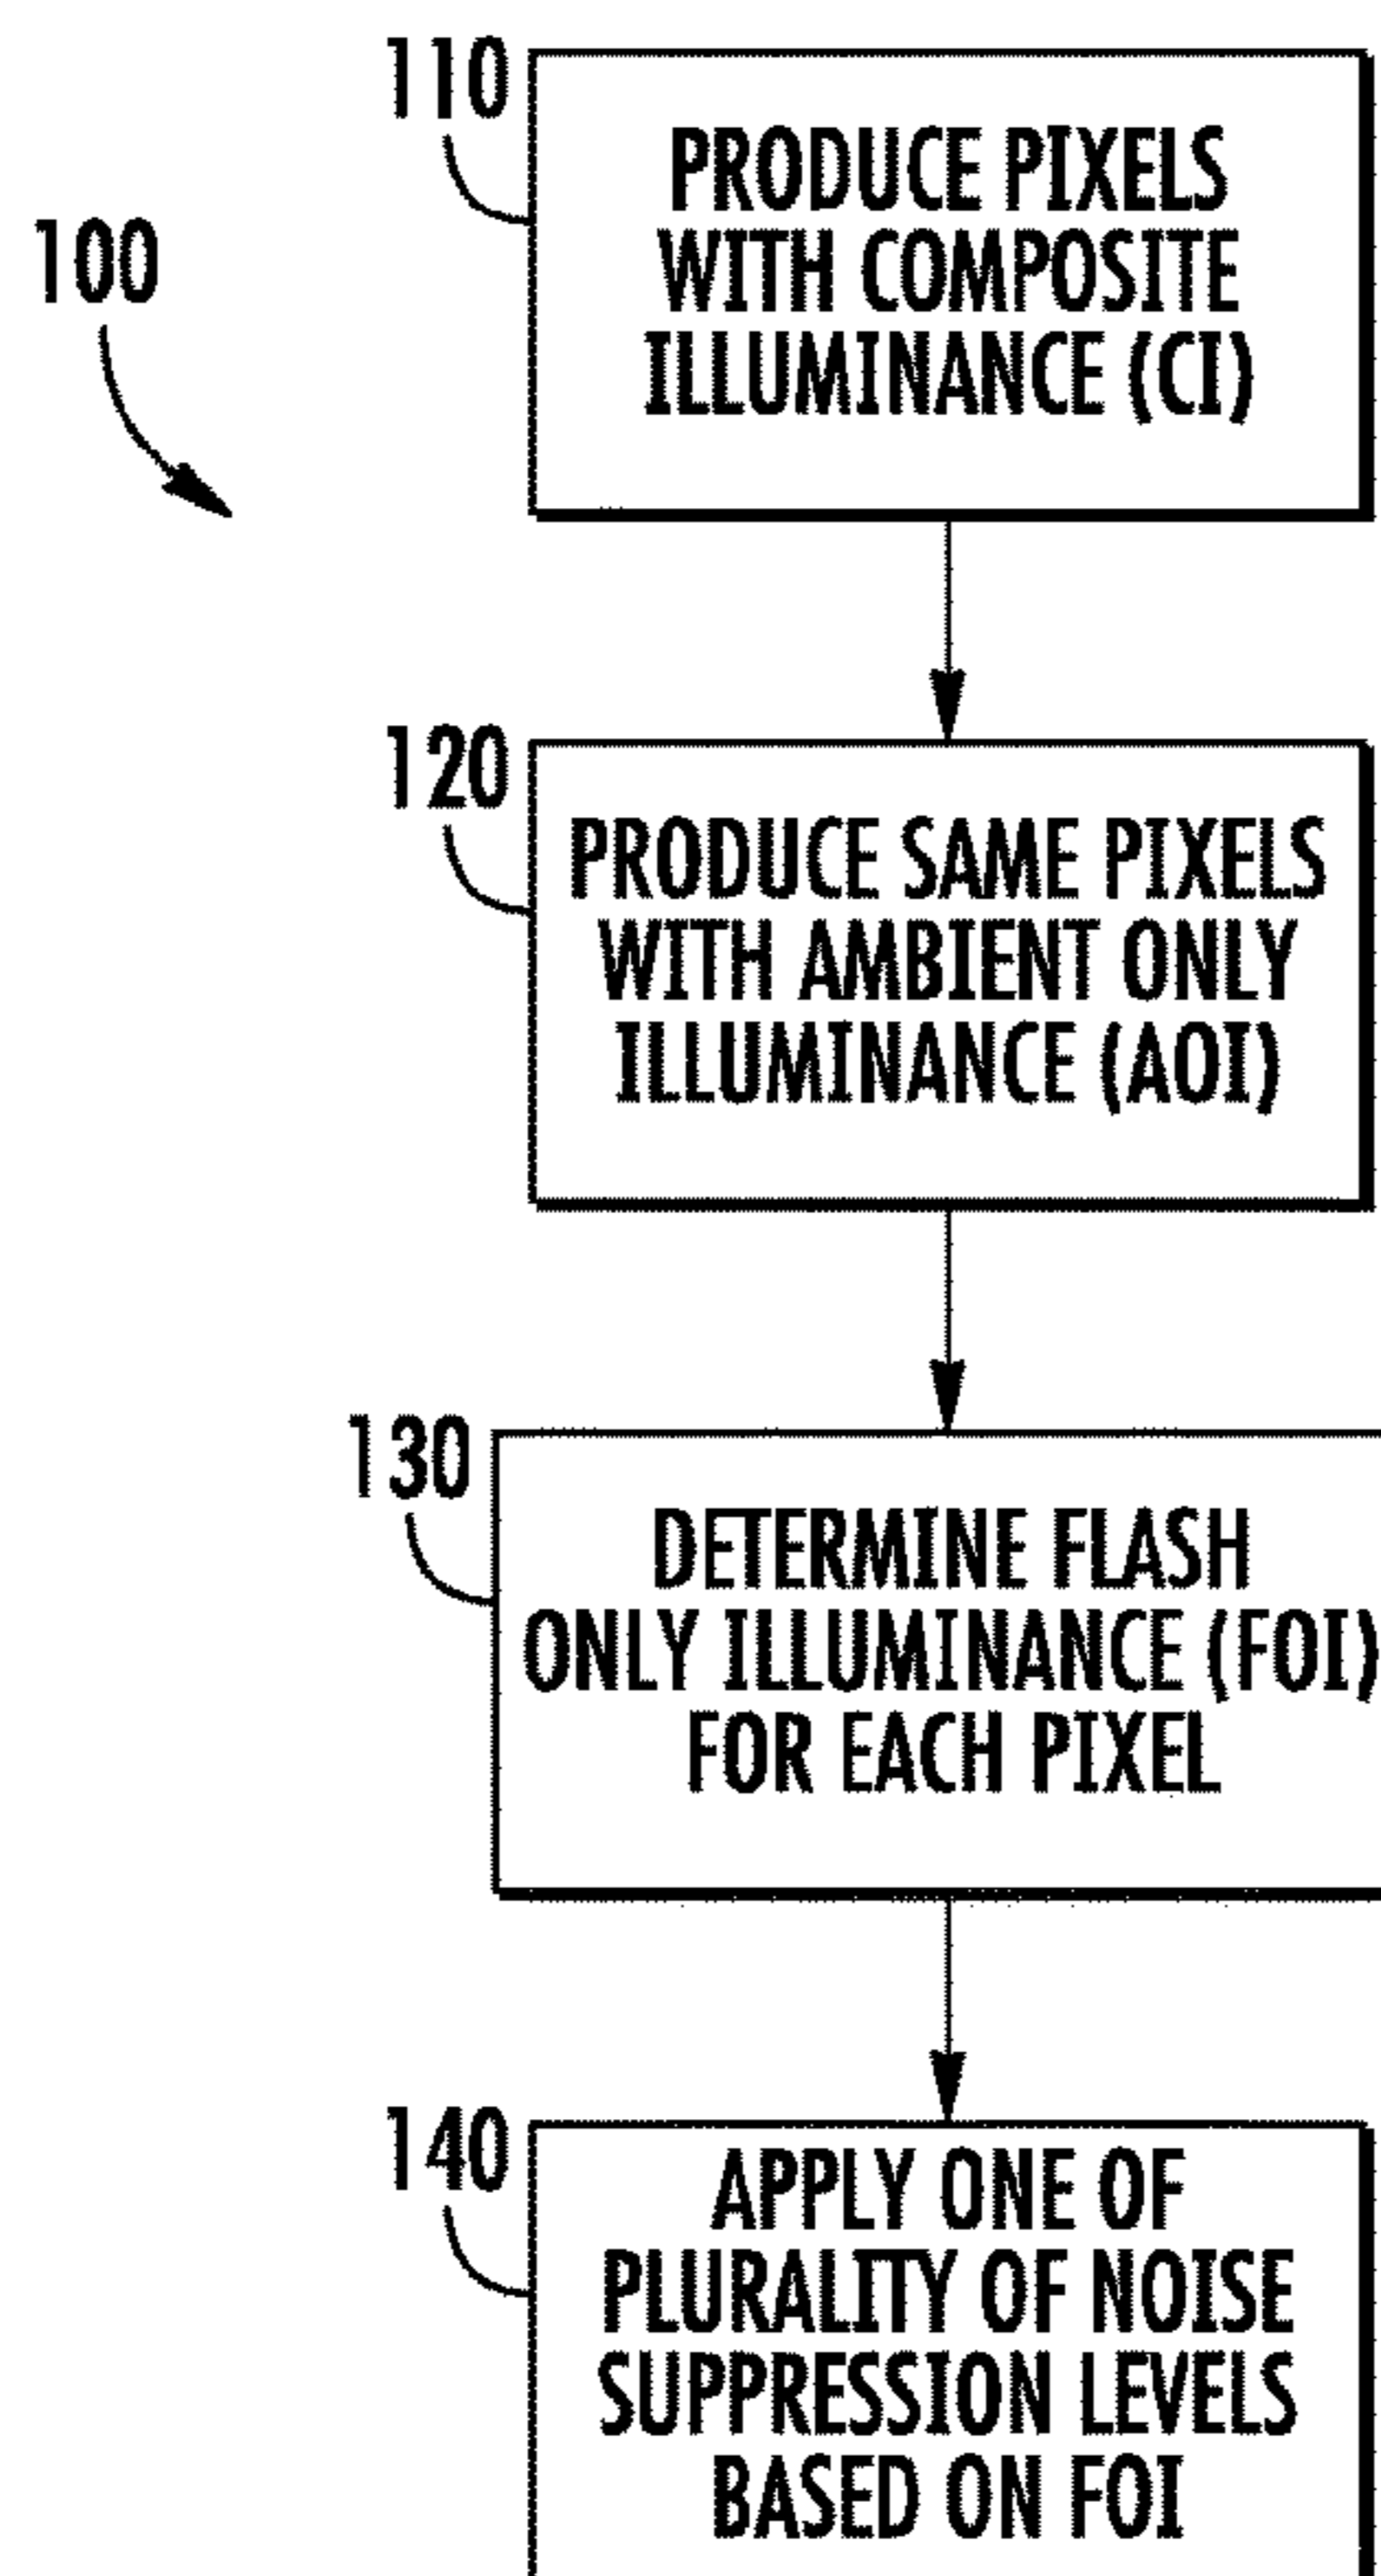 110
PRODUCE PIXELS
WITH COMPOSITE
ILLUMINANCE (CI)
100
120
PRODUCE SAME PIXELS
WITH AMBIENT ONLY
ILLUMINANCE (AOI)
130
DETERMINE FLASH
ONLY ILLUMINANCE (FOI)
FOR EACH PIXEL
140
APPLY ONE OF
PLURALITY OF NOISE
SUPPRESSION LEVELS
BASED ON FOI